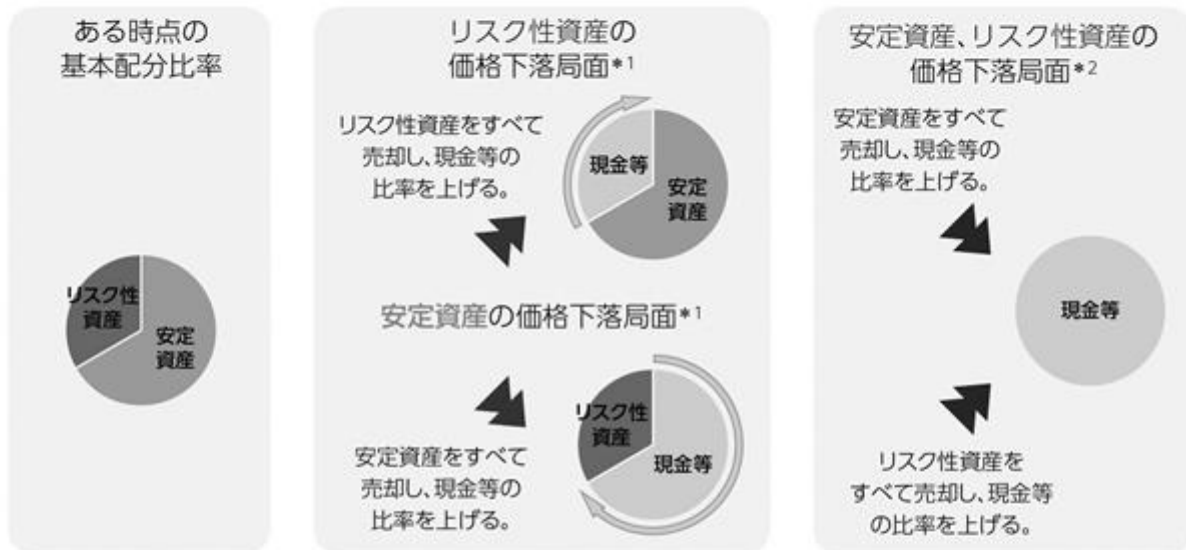 ある時点の
基本配分比率
リスク性
資産
安定
資産
リスク性資産の
価格下落局面*1
リスク性資産をすべて
売却し、現金等の
比率を上げる。
現金等
安定
資産
安定資産の価格下落局面*1
安定資産をすべて
売却し、現金等の
比率を上げる。
リスク性
資産
現金等
安定資産、リスク性資産の
価格下落局面*2
安定資産をすべて
売却し、現金等の
比率を上げる。
現金等
リスク性資産を
すべて売却し、現金等
の比率を上げる。